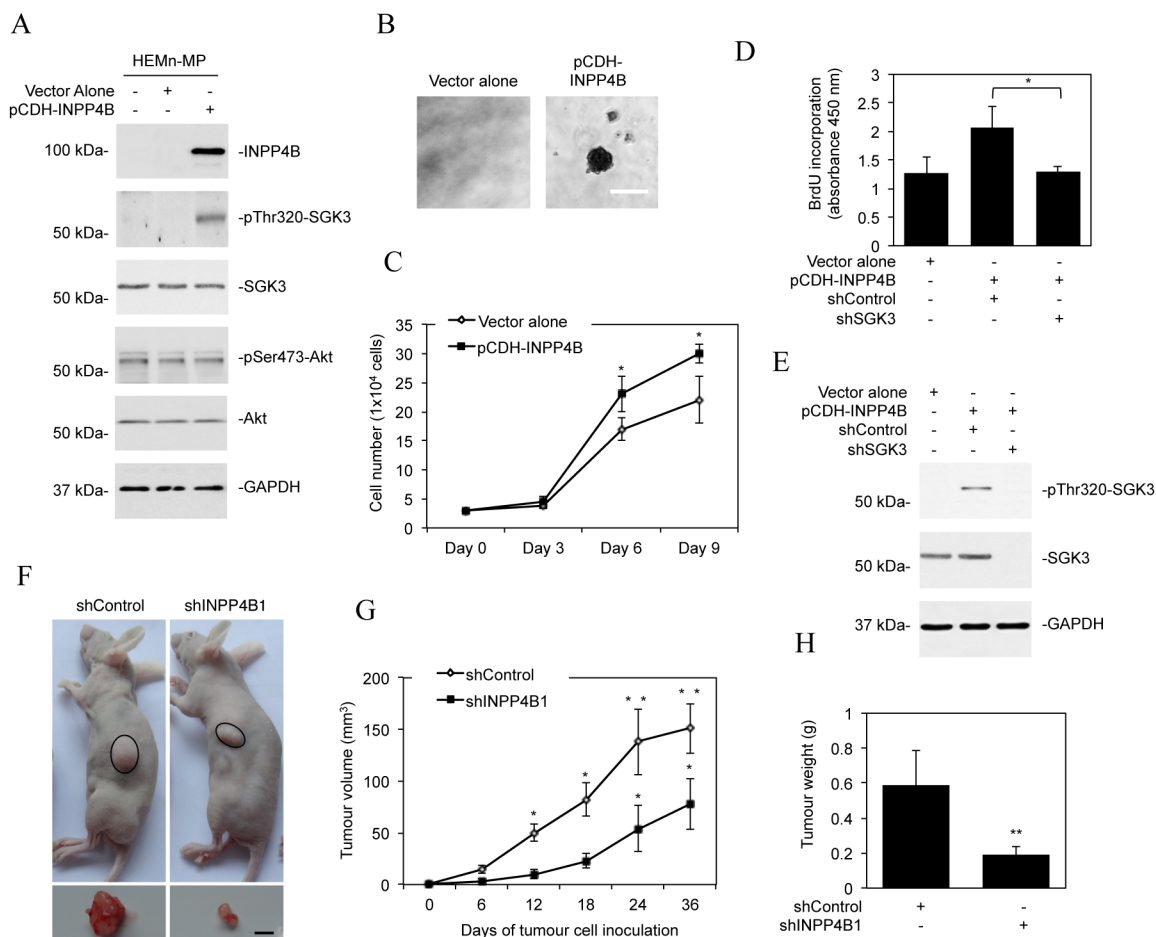 A
HEMn-MP
Vector Alone - + -
pCDH-INPP4B - - +
100 kDa- -INPP4B
-pThr320-SGK3
50 kDa-
-SGK3
50 kDa-
-pSer473-Akt
50 kDa-
-Akt
50 kDa-
37 kDa- -GAPDH
B
Vector alone
pCDH-
INPP4B
C
Vector alone
pCDH-INPP4B
Cell number (1x10⁴ cells)
35
30
25
20
15
10
5
0
* *
Day 0 Day 3 Day 6 Day 9
D
BrdU incorporation
(absorbance 450 nm)
3
2.5
2
1.5
1
0.5
0
*
Vector alone + - -
pCDH-INPP4B - + +
shControl - + -
shSGK3 - - +
E
Vector alone + - -
pCDH-INPP4B - + +
shControl - + -
shSGK3 - - +
-pThr320-SGK3
50 kDa-
-SGK3
50 kDa-
37 kDa- -GAPDH
F
shControl shINPP4B1
G
shControl
shINPP4B1
Tumour volume (mm³)
200
150
100
50
0
* * * * * *
* *
0 6 12 18 24 36
Days of tumour cell inoculation
H
Tumour weight (g)
1
0.8
0.6
0.4
0.2
0
**
shControl + -
shINPP4B1 - +